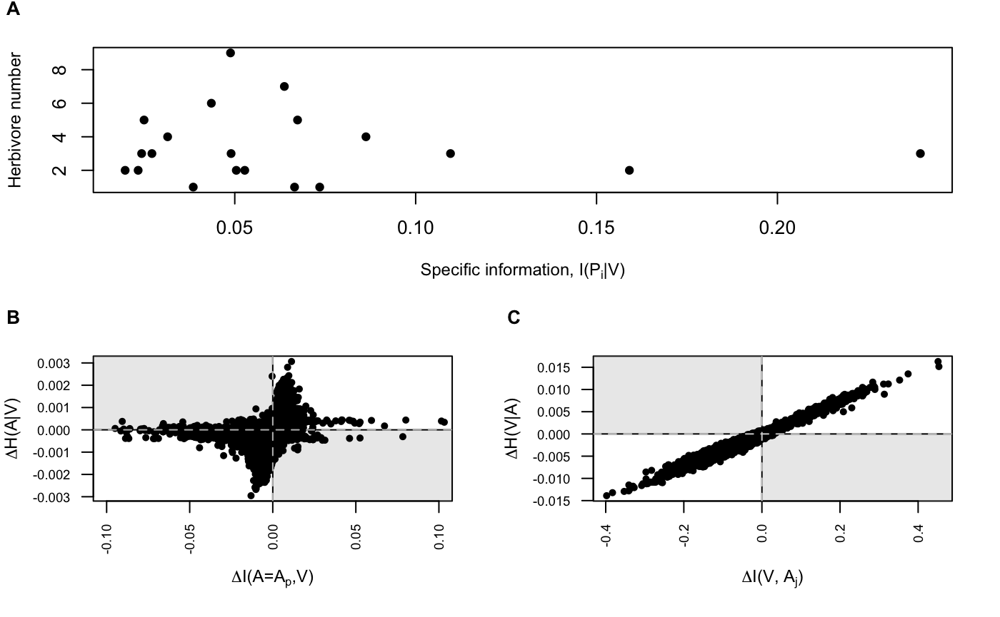 A
Herbivore number
8
6
4
2
0.05 0.10 0.15 0.20
Specific information, I(Pi|V)
B
ΔH(A|V)
0.003
0.002
0.001
0.000
-0.001
-0.002
-0.003
-0.10 -0.05 0.00 0.05 0.10
ΔI(A=Ap,V)
C
ΔH(V|A)
0.015
0.010
0.005
0.000
-0.005
-0.010
-0.015
-0.4 -0.2 0.0 0.2 0.4
ΔI(V, Aj)